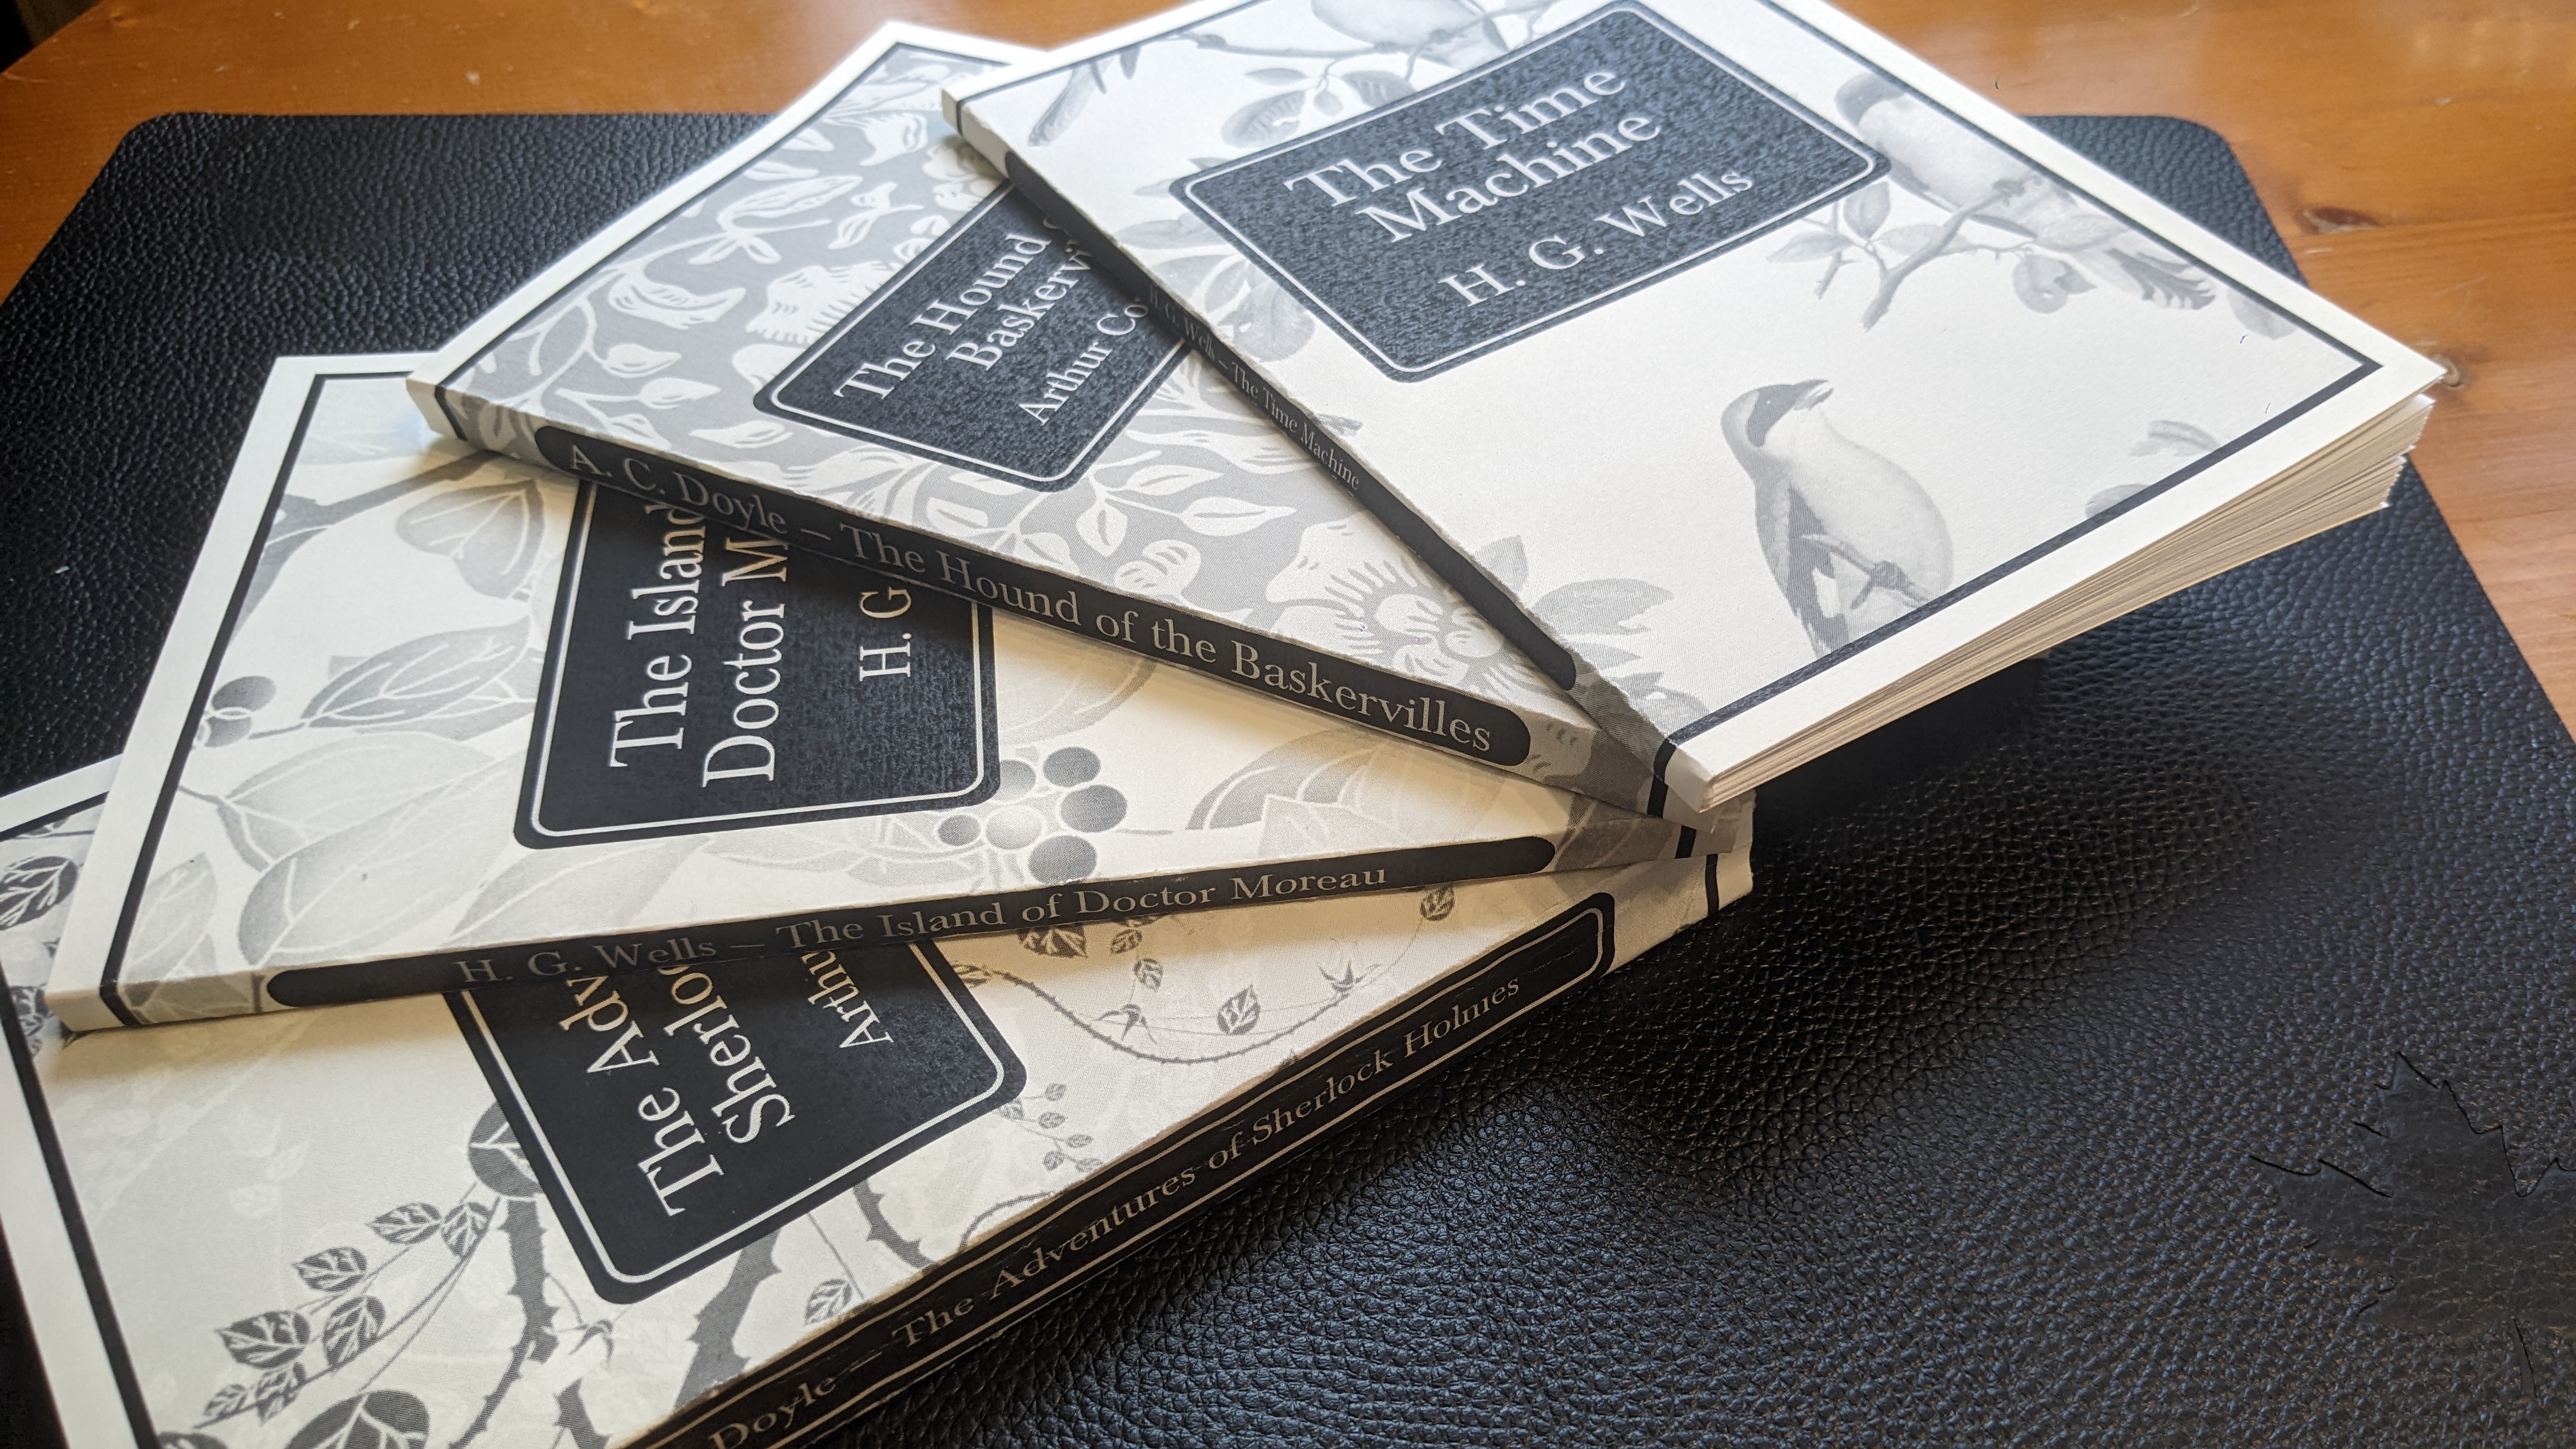 The Time
Machine
H. G. Wells
H. G. Wells – The Time Machine
The Hound
Baskerv
Arthur Co
A. C. Doyle – The Hound of the Baskervilles
The Island
Doctor M
H. G
H. G. Wells – The Island of Doctor Moreau
The Adv
Sherloc
Arthu
Doyle – The Adventures of Sherlock Holmes